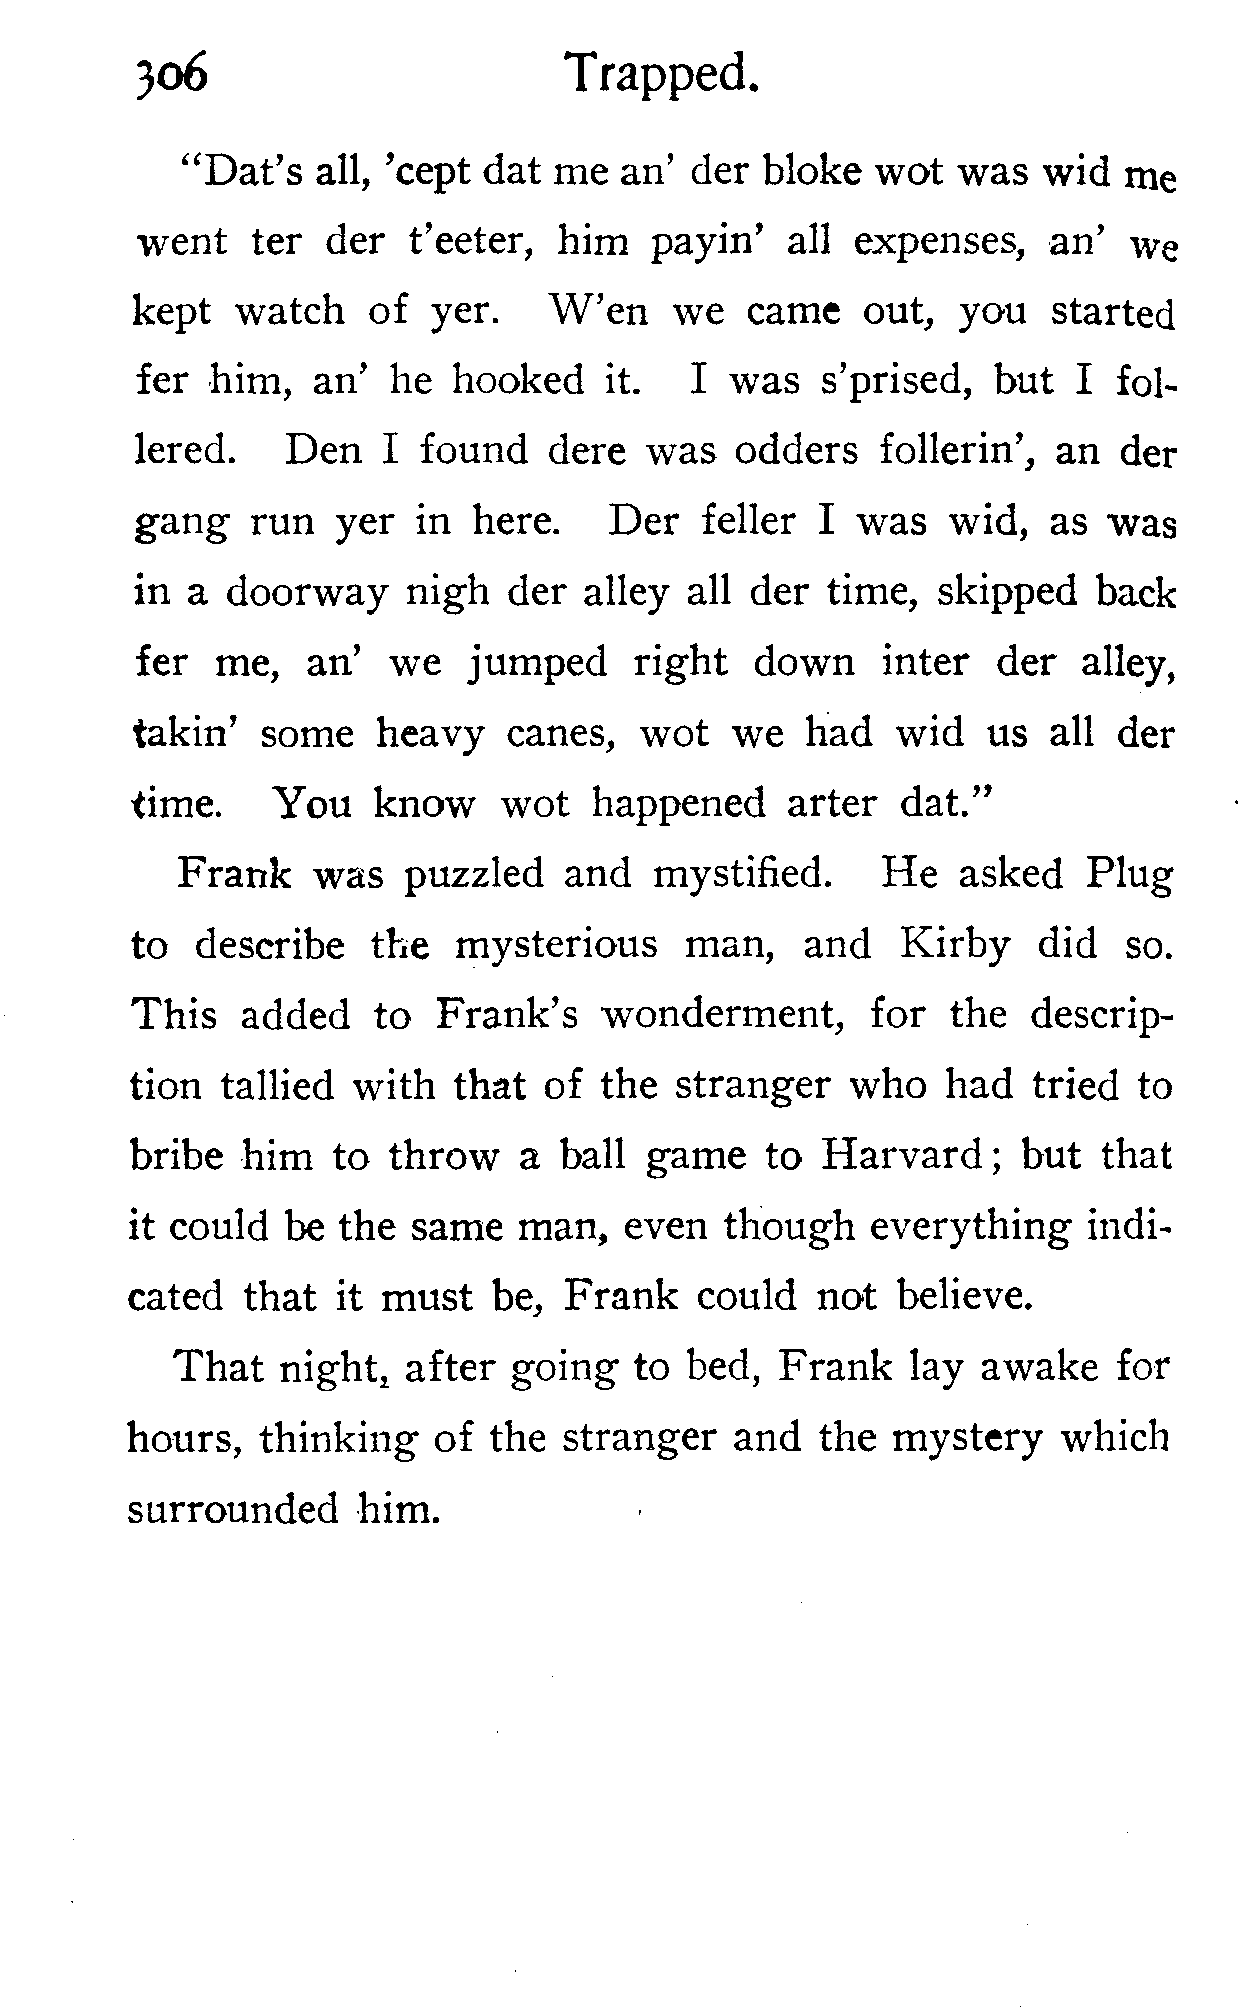 306 Trapped.
"Dat's all, 'cept dat me an' der bloke wot was wid me
went ter der t'eeter, him payin' all expenses, an' we
kept watch of yer. W'en we came out, you started
fer him, an' he hooked it. I was s'prised, but I fol-
lered. Den I found dere was odders follerin', an der
gang run yer in here. Der feller I was wid, as was
in a doorway nigh der alley all der time, skipped back
fer me, an' we jumped right down inter der alley,
takin' some heavy canes, wot we had wid us all der
time. You know wot happened arter dat."
Frank was puzzled and mystified. He asked Plug
to describe the mysterious man, and Kirby did so.
This added to Frank's wonderment, for the descrip-
tion tallied with that of the stranger who had tried to
bribe him to throw a ball game to Harvard; but that
it could be the same man, even though everything indi-
cated that it must be, Frank could not believe.
That night, after going to bed, Frank lay awake for
hours, thinking of the stranger and the mystery which
surrounded him.